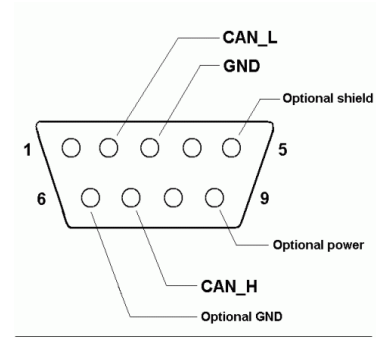 CAN_L
GND
Optional shield
1
5
6
9
Optional power
CAN_H
Optional GND